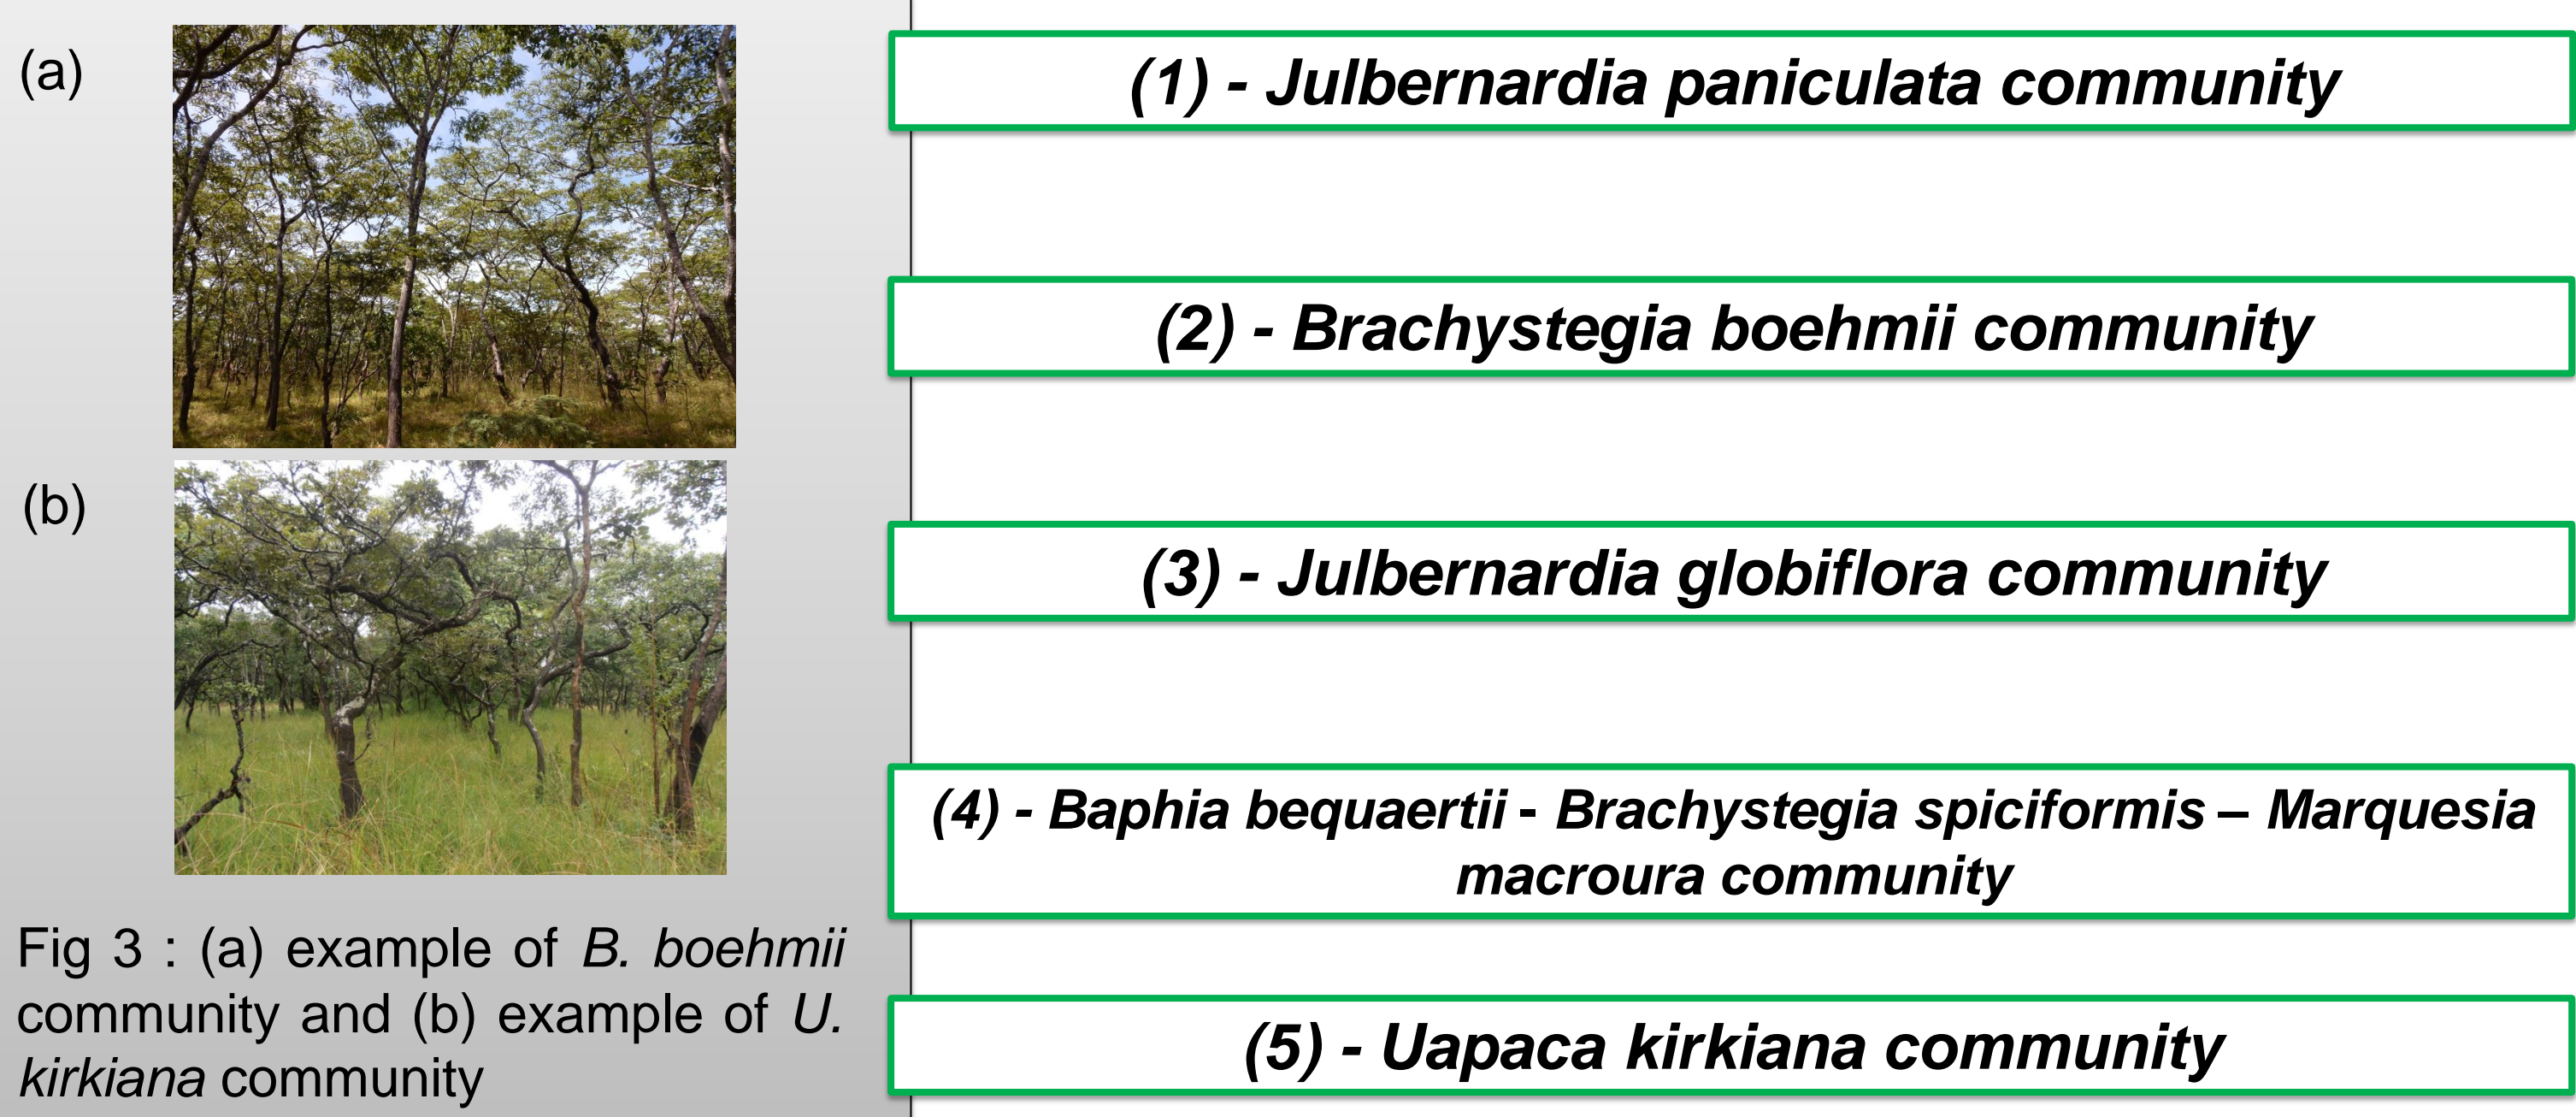 (a)
(b)
Fig 3 : (a) example of B. boehmii
community and (b) example of U.
kirkiana community
(1) - Julbernardia paniculata community
(2) - Brachystegia boehmii community
(3) - Julbernardia globiflora community
(4) - Baphia bequaertii - Brachystegia spiciformis – Marquesia
macroura community
(5) - Uapaca kirkiana community